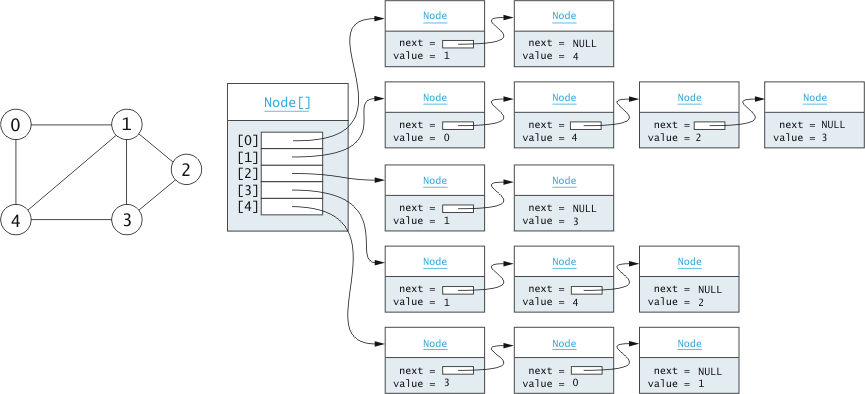 0
1
2
3
4
Node[]
[0]
[1]
[2]
[3]
[4]
Node
next =
value = 1
Node
next = NULL
value = 4
Node
next =
value = 0
Node
next =
value = 4
Node
next =
value = 2
Node
next = NULL
value = 3
Node
next =
value = 1
Node
next = NULL
value = 3
Node
next =
value = 1
Node
next =
value = 4
Node
next = NULL
value = 2
Node
next =
value = 3
Node
next =
value = 0
Node
next = NULL
value = 1